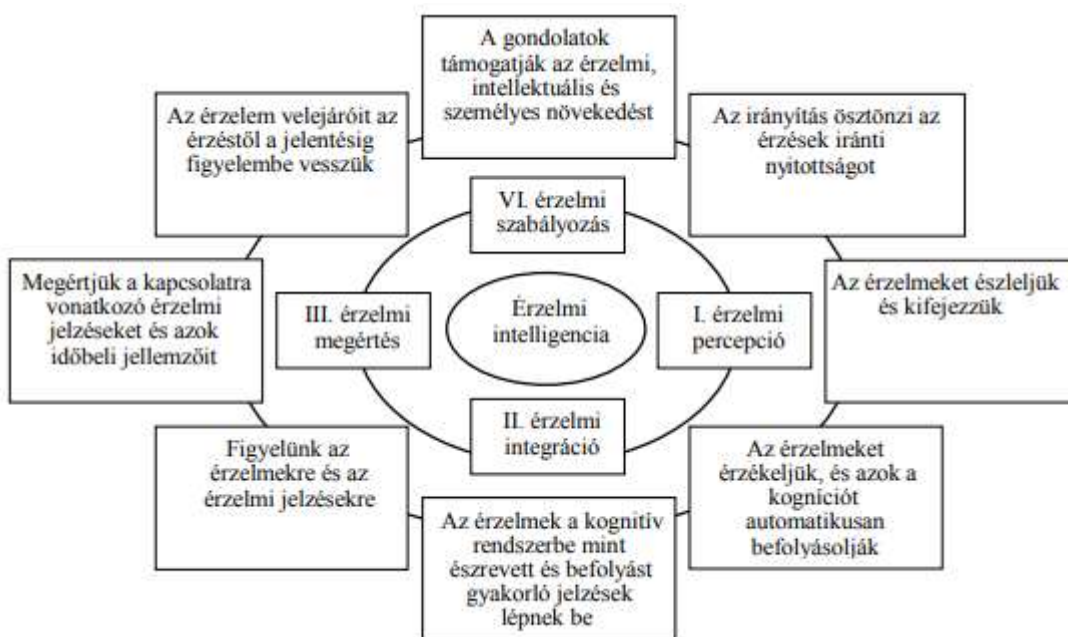 A gondolatok
támogatják az érzelmi,
intellektuális és
személyes növekedést
Az érzelem velejáróit az
érzéstől a jelentésig
figyelembe vesszük
Az irányítás ösztönzi az
érzések iránti
nyitottságot
VI. érzelmi
szabályozás
Megértjük a kapcsolatra
vonatkozó érzelmi
jelzéseket és azok
időbeli jellemzőit
III. érzelmi
megértés
Érzelmi
intelligencia
I. érzelmi
percepció
Az érzelmeket észleljük
és kifejezzük
II. érzelmi
integráció
Figyelünk az
érzelmekre és az
érzelmi jelzésekre
Az érzelmek a kognitív
rendszerbe mint
észrevett és befolyást
gyakorló jelzések
lépnek be
Az érzelmeket
érzékeljük, és azok a
kogníciót
automatikusan
befolyásolják